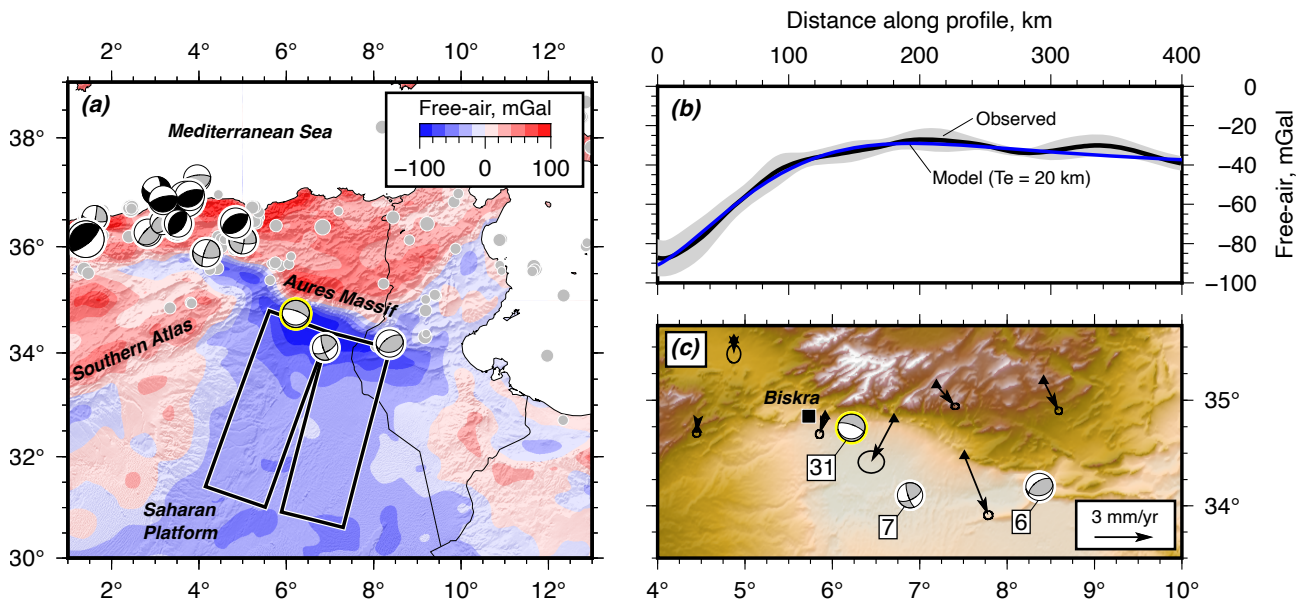 2° 4° 6° 8° 10° 12°
(a)
Free-air, mGal
−100 0 100
Mediterranean Sea
Aures Massif
Southern Atlas
Saharan
Platform
38°
36°
34°
32°
30°
2° 4° 6° 8° 10° 12°
Distance along profile, km
0 100 200 300 400
(b)
Observed
Model (Te = 20 km)
0
−20
−40
−60
−80
−100
Free-air, mGal
(c)
Biskra
31
7
6
3 mm/yr
35°
34°
4° 5° 6° 7° 8° 9° 10°